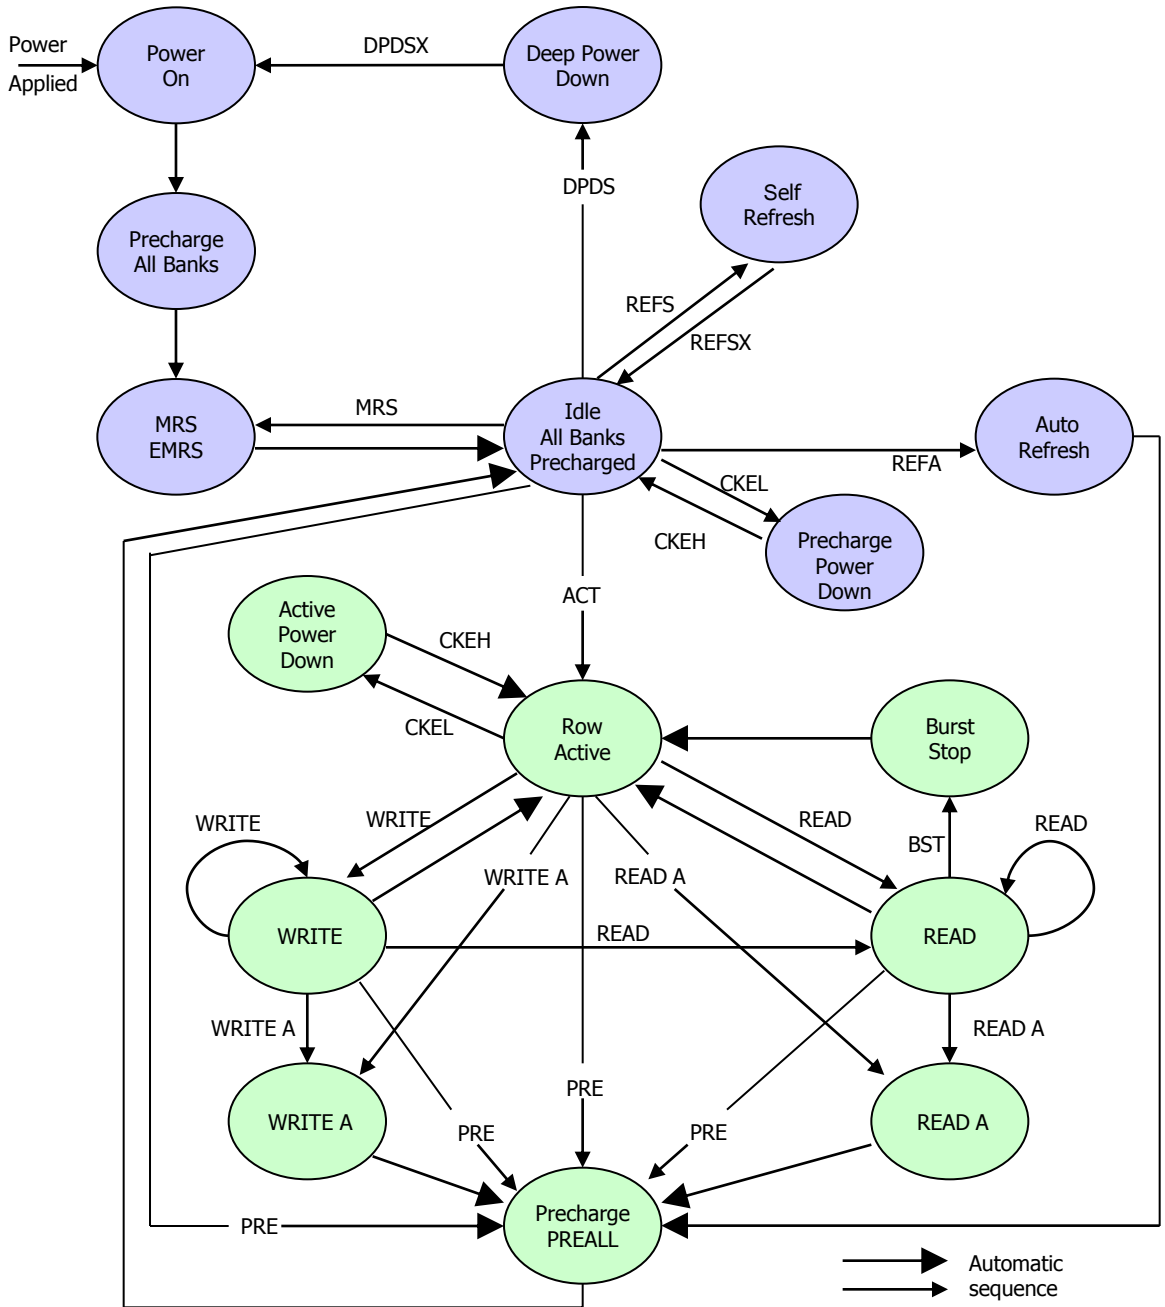 Power
Applied
Power
On
DPDSX
Deep Power
Down
DPDS
Self
Refresh
Precharge
All Banks
REFS
REFSX
MRS
EMRS
MRS
Idle
All Banks
Precharged
REFA
Auto
Refresh
CKEL
CKEH
Precharge
Power
Down
ACT
Active
Power
Down
CKEH
CKEL
Row
Active
Burst
Stop
WRITE
WRITE
READ
BST
READ
WRITE A
READ A
WRITE
READ
READ
WRITE A
READ A
WRITE A
PRE
READ A
PRE
PRE
PRE
Precharge
PREALL
Automatic
sequence